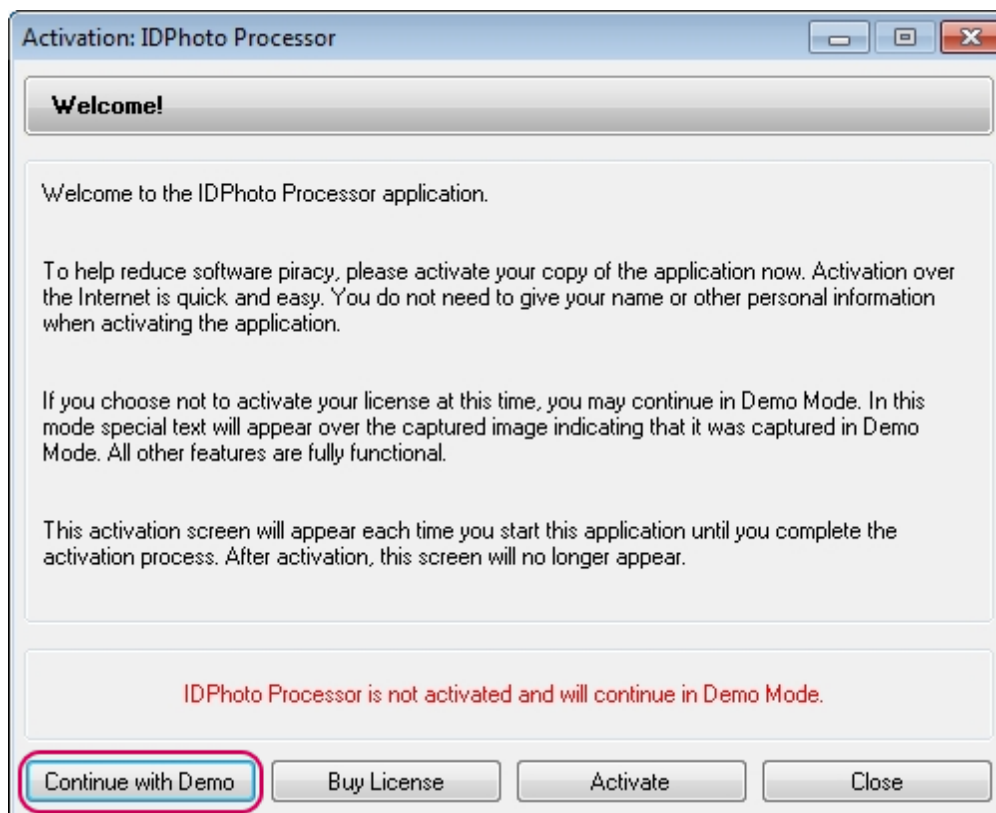 Activation: IDPhoto Processor
Welcome!
Welcome to the IDPhoto Processor application.
To help reduce software piracy, please activate your copy of the application now. Activation over
the Internet is quick and easy. You do not need to give your name or other personal information
when activating the application.
If you choose not to activate your license at this time, you may continue in Demo Mode. In this
mode special text will appear over the captured image indicating that it was captured in Demo
Mode. All other features are fully functional.
This activation screen will appear each time you start this application until you complete the
activation process. After activation, this screen will no longer appear.
IDPhoto Processor is not activated and will continue in Demo Mode.
Continue with Demo
Buy License
Activate
Close